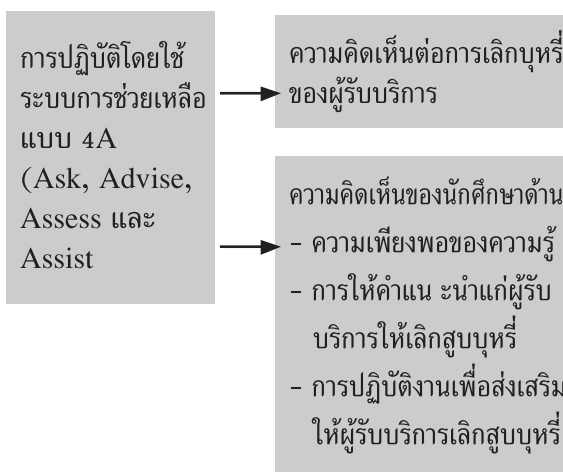 การปฏิบัติโดยใช้
ระบบการช่วยเหลือ
แบบ 4A
(Ask, Advise,
Assess และ
Assist
ความคิดเห็นต่อการเลิกบุหรี่
ของผู้รับบริการ
ความคิดเห็นของนักศึกษาด้าน
- ความเพียงพอของความรู้
- การให้คำแน ะนำแก่ผู้รับ
บริการให้เลิกสูบบุหรี่
- การปฏิบัติงานเพื่อส่งเสริม
ให้ผู้รับบริการเลิกสูบบุหรี่